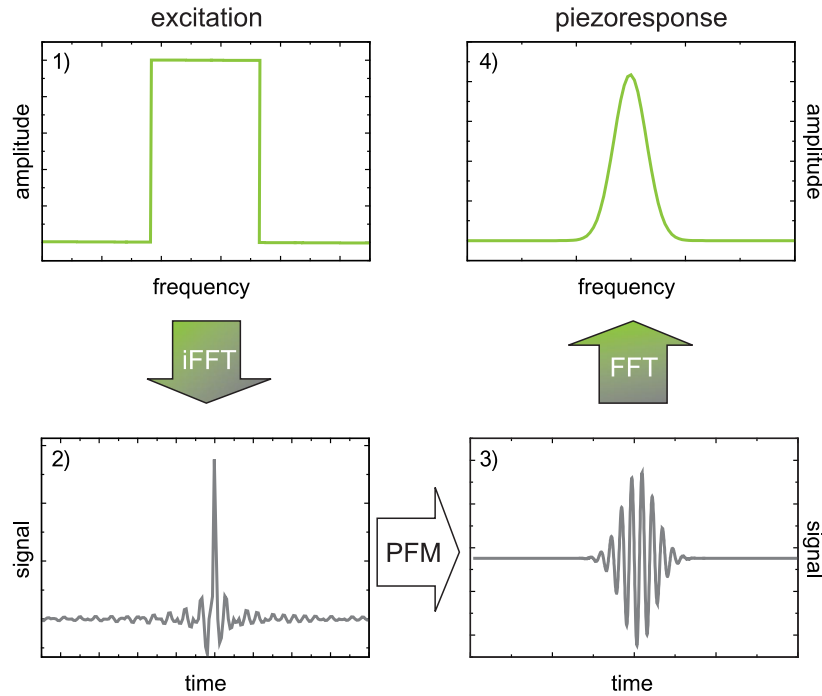 excitation
piezoresponse
1)
4)
amplitude
amplitude
frequency
frequency
iFFT
FFT
2)
3)
signal
PFM
signal
time
time